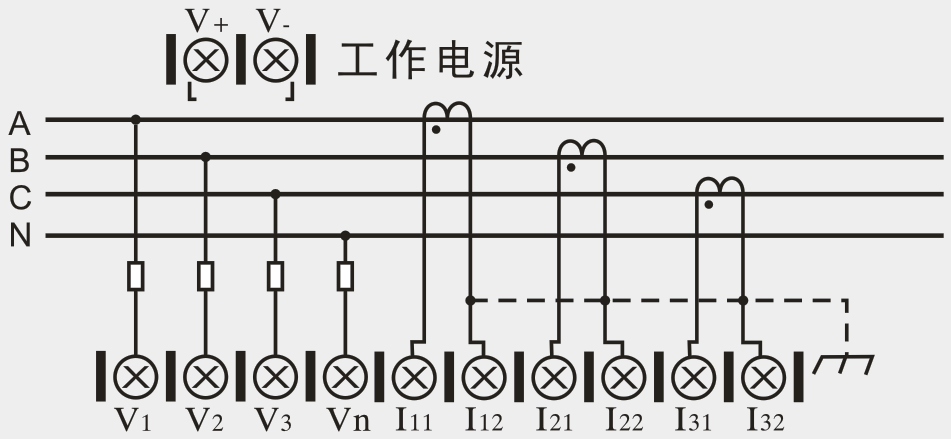 V+ V-
工作电源
A
B
C
N
V1 V2 V3 Vn I11 I12 I21 I22 I31 I32